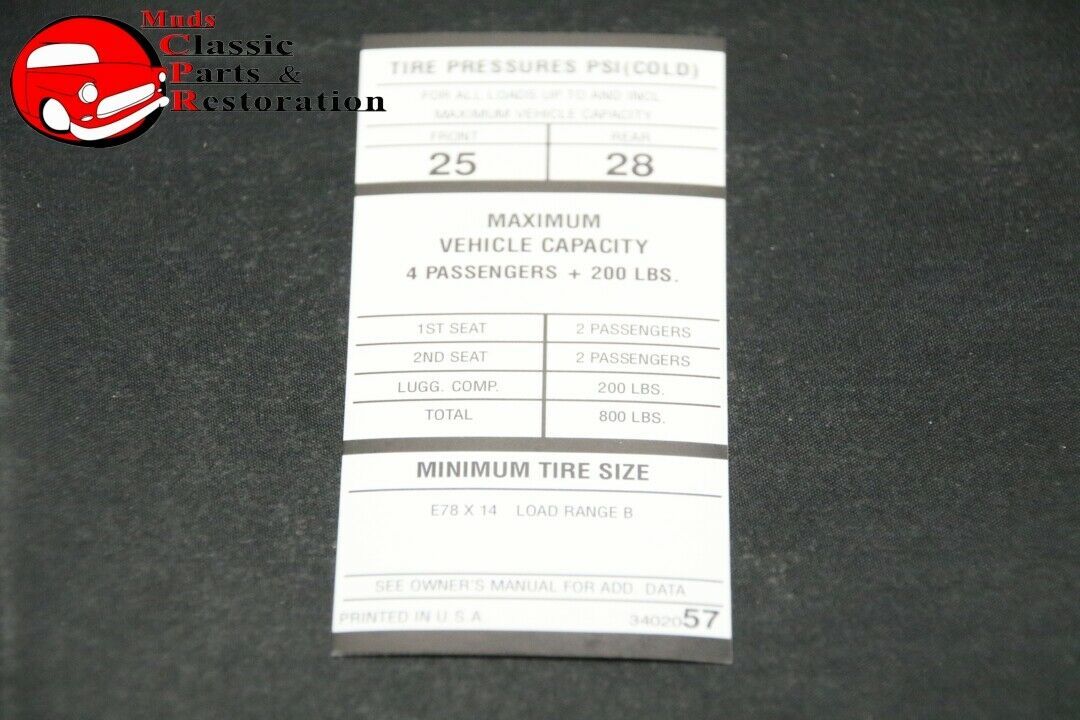 Muds
Classic
Parts &
Restoration
TIRE PRESSURES PSI (COLD)
FOR ALL LOADS UP TO AND INCL.
MAXIMUM VEHICLE CAPACITY
FRONT REAR
25 28
MAXIMUM
VEHICLE CAPACITY
4 PASSENGERS + 200 LBS.
1ST SEAT 2 PASSENGERS
2ND SEAT 2 PASSENGERS
LUGG. COMP. 200 LBS.
TOTAL 800 LBS.
MINIMUM TIRE SIZE
E78 X 14 LOAD RANGE B
SEE OWNER'S MANUAL FOR ADD. DATA
PRINTED IN U.S.A 3402057